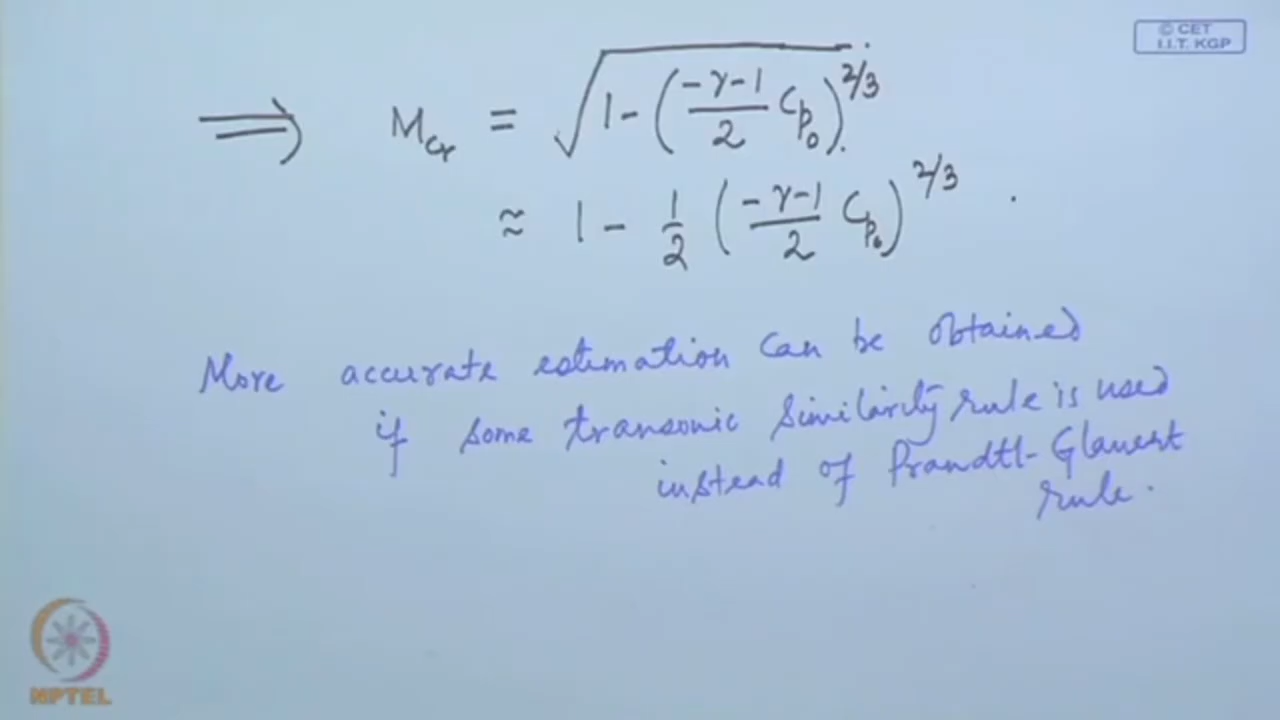 © CET
I.I.T. KGP
⟹ M_cr = √(1 - ((-γ-1)/2 C_p₀)^2/3)
≈ 1 - 1/2 ((-γ-1)/2 C_p₀)^2/3 .
More accurate estimation can be obtained
if some transonic similarity rule is used
instead of Prandtl-Glauert
rule.
NPTEL